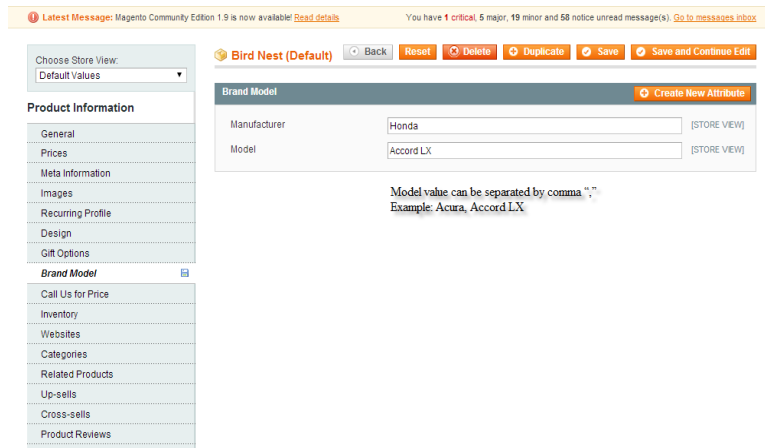 Latest Message: Magento Community Edition 1.9 is now available! Read details
You have 1 critical, 5 major, 19 minor and 58 notice unread message(s). Go to messages inbox
Choose Store View:
Default Values
Product Information
General
Prices
Meta Information
Images
Recurring Profile
Design
Gift Options
Brand Model
Call Us for Price
Inventory
Websites
Categories
Related Products
Up-sells
Cross-sells
Product Reviews
Bird Nest (Default)
Back
Reset
Delete
Duplicate
Save
Save and Continue Edit
Brand Model
Create New Attribute
Manufacturer
Honda
[STORE VIEW]
Model
Accord LX
[STORE VIEW]
Model value can be separated by comma “,”
Example: Acura, Accord LX